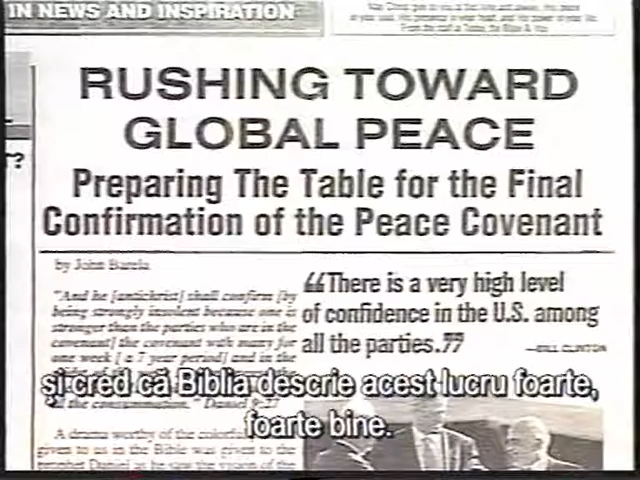 IN NEWS AND INSPIRATION
RUSHING TOWARD
GLOBAL PEACE
Preparing The Table for the Final
Confirmation of the Peace Covenant
by John
"And he [antichrist] shall confirm [by
being strongly insolent because one is
stronger than the parties who are in the
covenant] the covenant with many for
one week [a 7 year period] and in the
Daniel 9:27
A drama worthy of the
given to us in the Bible was given to the
prophet Daniel as he saw the vision of the
"There is a very high level
of confidence in the U.S. among
all the parties."
—BILL CLINTON
și cred că Biblia descrie acest lucru foarte,
foarte bine.